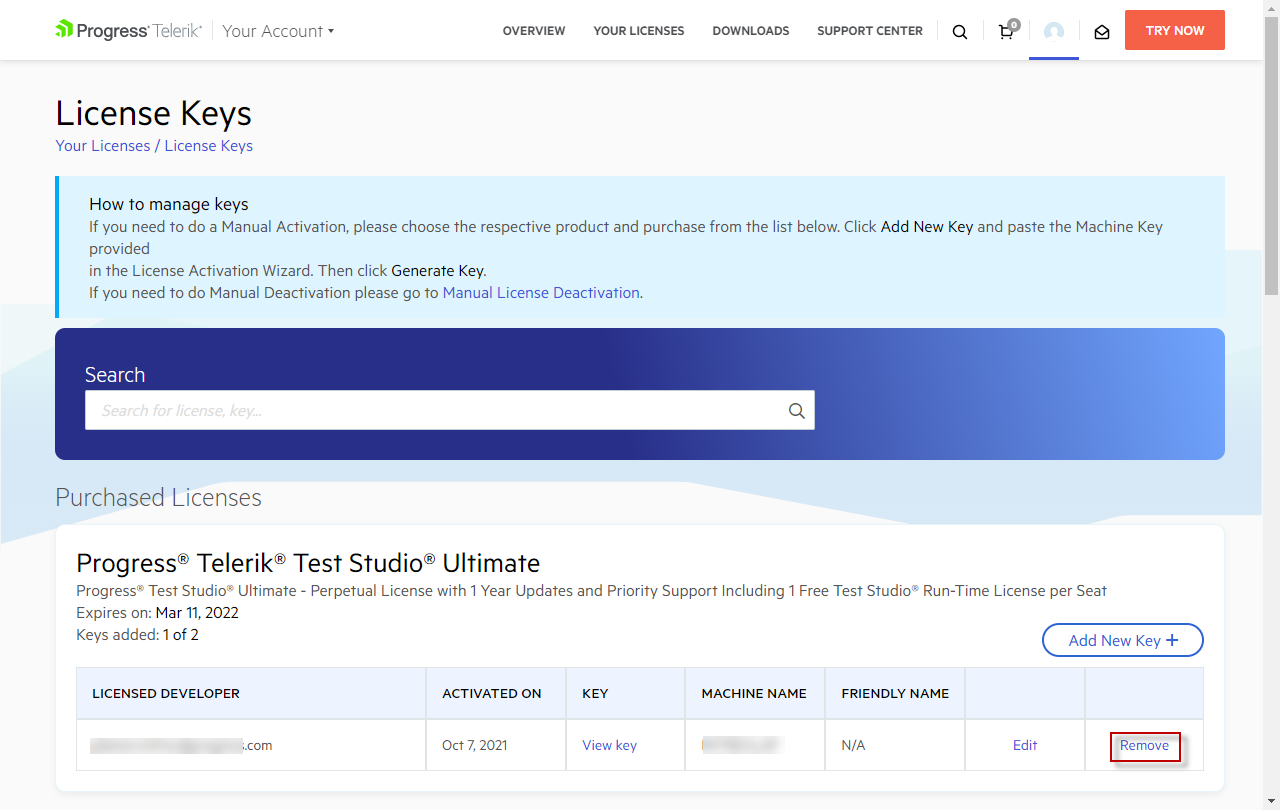 Progress® Telerik® Your Account
OVERVIEW YOUR LICENSES DOWNLOADS SUPPORT CENTER 0 TRY NOW
License Keys
Your Licenses / License Keys
How to manage keys
If you need to do a Manual Activation, please choose the respective product and purchase from the list below. Click Add New Key and paste the Machine Key
provided
in the License Activation Wizard. Then click Generate Key.
If you need to do Manual Deactivation please go to Manual License Deactivation.
Search
Search for license, key...
Purchased Licenses
Progress® Telerik® Test Studio® Ultimate
Progress® Test Studio® Ultimate - Perpetual License with 1 Year Updates and Priority Support Including 1 Free Test Studio® Run-Time License per Seat
Expires on: Mar 11, 2022
Keys added: 1 of 2
Add New Key +
LICENSED DEVELOPER ACTIVATED ON KEY MACHINE NAME FRIENDLY NAME
.com Oct 7, 2021 View key N/A Edit Remove